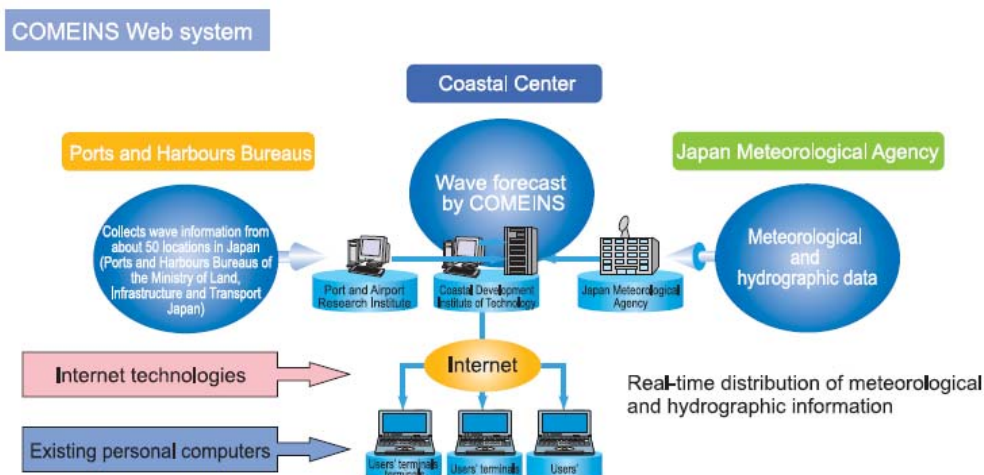 COMEINS Web system
Coastal Center
Ports and Harbours Bureaus
Japan Meteorological Agency
Wave forecast
by COMEINS
Collects wave information from
about 50 locations in Japan
(Ports and Harbours Bureaus of
the Ministry of Land,
Infrastructure and Transport
Japan)
Meteorological
and
hydrographic data
Port and Airport
Research Institute
Coastal Development
Institute of Technology
Japan Meteorological
Agency
Internet
Internet technologies
Real-time distribution of meteorological
and hydrographic information
Existing personal computers
Users' terminals
terminals
Users' terminals
Users'